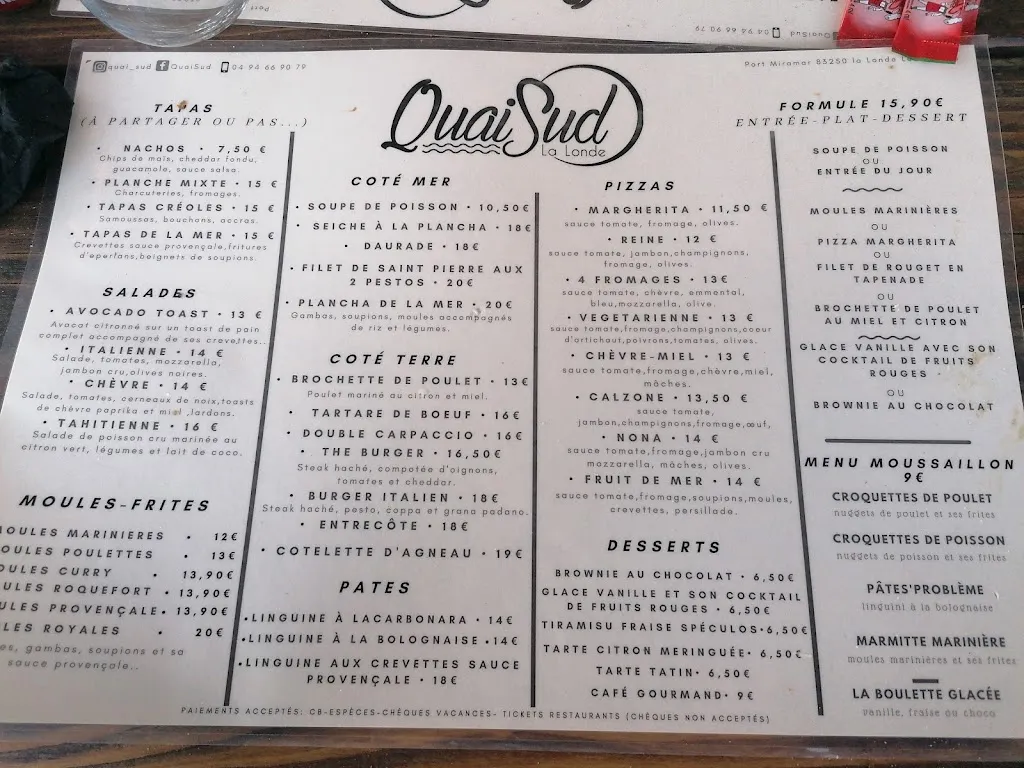 quai_sud QuaiSud 04 94 66 90 79
Port Miramar 83250 la Londe
QuaiSud
La Londe
TAPAS
(À PARTAGER OU PAS...)
• NACHOS • 7,50 €
Chips de maïs, cheddar fondu,
guacamole, sauce salsa.
• PLANCHE MIXTE • 15 €
Charcuteries, fromages.
• TAPAS CRÉOLES • 15 €
Samoussas, bouchons, accras.
• TAPAS DE LA MER • 15 €
Crevettes sauce provençale,fritures
d'eperlans,beignets de soupions.
SALADES
• AVOCADO TOAST • 13 €
Avocat citronné sur un toast de pain
complet accompagné de ses crevettes..
• ITALIENNE • 14 €
Salade, tomates, mozzarella,
jambon cru,olives noires.
• CHÈVRE • 14 €
Salade, tomates, cerneaux de noix,toasts
de chèvre paprika et miel ,lardons.
• TAHITIENNE • 16 €
Salade de poisson cru marinée au
citron vert, légumes et lait de coco.
MOULES-FRITES
MOULES MARINIERES • 12€
MOULES POULETTES • 13€
MOULES CURRY • 13,90€
MOULES ROQUEFORT • 13,90€
MOULES PROVENÇALE• 13,90€
MOULES ROYALES • 20€
gambas, soupions et sa
sauce provençale..
COTÉ MER
• SOUPE DE POISSON • 10,50€
• SEICHE À LA PLANCHA • 18€
• DAURADE • 18€
• FILET DE SAINT PIERRE AUX
2 PESTOS • 20€
• PLANCHA DE LA MER • 20€
Gambas, soupions, moules accompagnés
de riz et légumes.
COTÉ TERRE
• BROCHETTE DE POULET • 13€
Poulet mariné au citron et miel.
• TARTARE DE BOEUF • 16€
• DOUBLE CARPACCIO • 16€
• THE BURGER • 16,50€
Steak haché, compotée d'oignons,
tomates et cheddar.
• BURGER ITALIEN • 18€
Steak haché, pesto, coppa et grana padano.
• ENTRECÔTE • 18€
• COTELETTE D'AGNEAU • 19€
PATES
•LINGUINE À LACARBONARA • 14€
•LINGUINE À LA BOLOGNAISE •14€
•LINGUINE AUX CREVETTES SAUCE
PROVENÇALE • 18€
PIZZAS
• MARGHERITA • 11,50 €
sauce tomate, fromage, olives.
• REINE • 12 €
sauce tomate, jambon,champignons,
fromage, olives.
• 4 FROMAGES • 13€
sauce tomate, chèvre, emmental,
bleu,mozzarella, olive.
• VEGETARIENNE • 13 €
sauce tomate,fromage,champignons,coeur
d'artichaut,poivrons,tomates, olives.
• CHÈVRE-MIEL • 13 €
sauce tomate,fromage,chèvre,miel,
mâches.
• CALZONE • 13,50 €
sauce tomate,
jambon,champignons,fromage,œuf,
• NONA • 14 €
sauce tomate,fromage,jambon cru
mozzarella, mâches, olives.
• FRUIT DE MER • 14 €
sauce tomate,fromage,soupions,moules,
crevettes, persillade.
DESSERTS
BROWNIE AU CHOCOLAT • 6,50€
GLACE VANILLE ET SON COCKTAIL
DE FRUITS ROUGES • 6,50€
TIRAMISU FRAISE SPÉCULOS•6,50€
TARTE CITRON MERINGUÉE• 6,50€
TARTE TATIN• 6,50€
CAFÉ GOURMAND• 9€
FORMULE 15,90€
ENTRÉE-PLAT-DESSERT
SOUPE DE POISSON
OU
ENTRÉE DU JOUR
MOULES MARINIÈRES
OU
PIZZA MARGHERITA
OU
FILET DE ROUGET EN
TAPENADE
OU
BROCHETTE DE POULET
AU MIEL ET CITRON
GLACE VANILLE AVEC SON
COCKTAIL DE FRUITS
ROUGES
OU
BROWNIE AU CHOCOLAT
MENU MOUSSAILLON
9€
CROQUETTES DE POULET
nuggets de poulet et ses frites
CROQUETTES DE POISSON
nuggets de poisson et ses frites
PÂTES'PROBLÈME
linguini à la bolognaise
MARMITTE MARINIÈRE
moules marinières et ses frites
LA BOULETTE GLACÉE
vanille, fraise ou choco
PAIEMENTS ACCEPTÉS: CB-ESPÈCES-CHÈQUES VACANCES- TICKETS RESTAURANTS (CHÈQUES NON ACCEPTÉS)
QuaiSud 04 94 66 90 79
Port